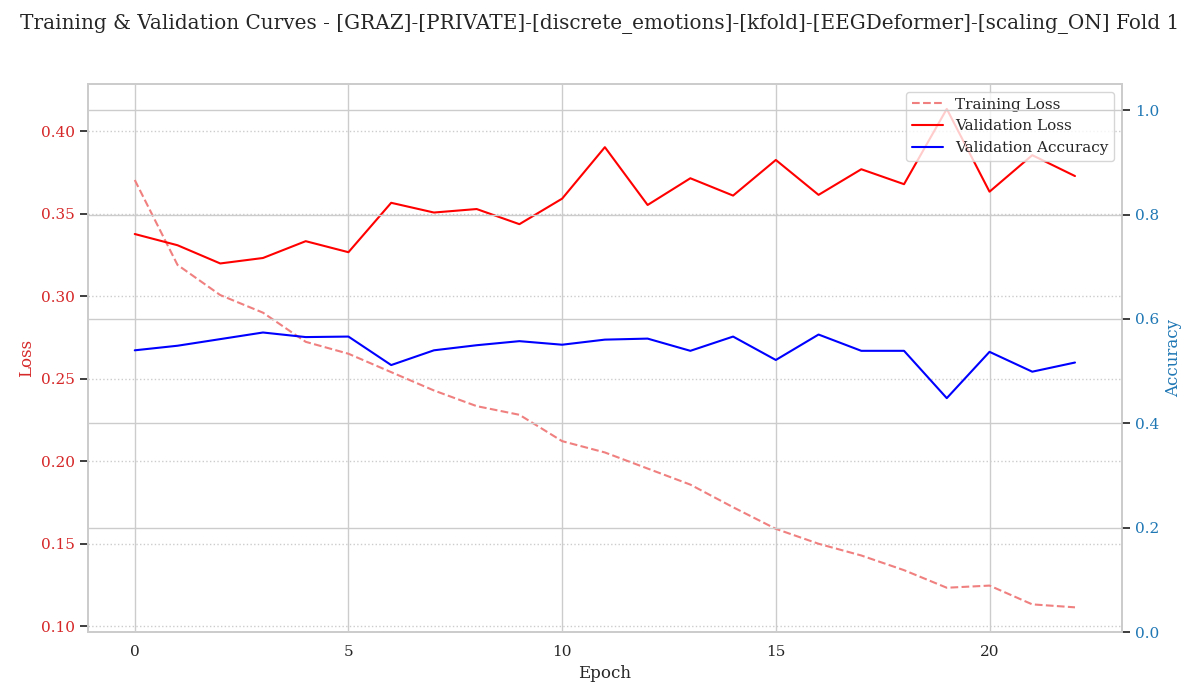 Training & Validation Curves - [GRAZ]-[PRIVATE]-[discrete_emotions]-[kfold]-[EEGDeformer]-[scaling_ON] Fold 1
Training Loss
Validation Loss
Validation Accuracy
0.40
0.35
0.30
0.25
0.20
0.15
0.10
Loss
1.0
0.8
0.6
0.4
0.2
0.0
Accuracy
0 5 10 15 20
Epoch